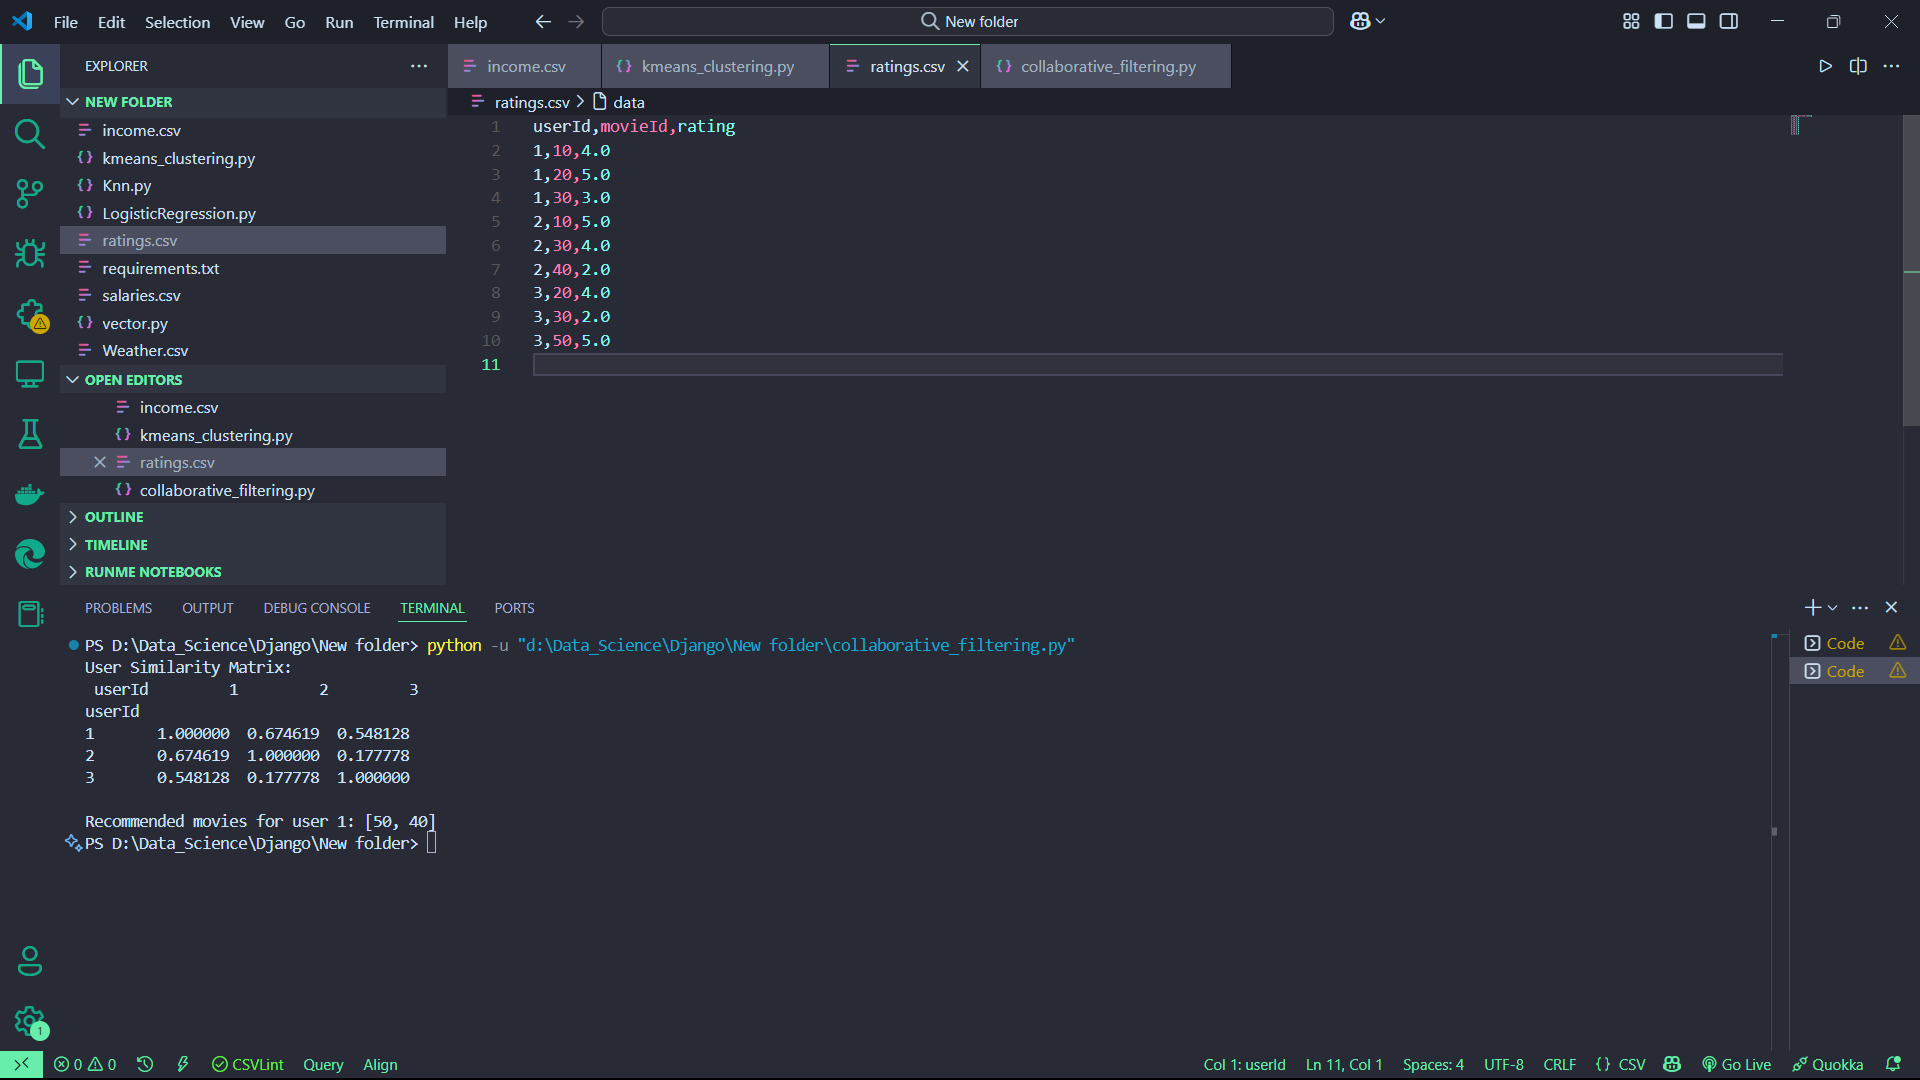 File Edit Selection View Go Run Terminal Help New folder
EXPLORER
NEW FOLDER
income.csv
kmeans_clustering.py
Knn.py
LogisticRegression.py
ratings.csv
requirements.txt
salaries.csv
vector.py
Weather.csv
OPEN EDITORS
income.csv
kmeans_clustering.py
ratings.csv
collaborative_filtering.py
OUTLINE
TIMELINE
RUNME NOTEBOOKS
income.csv kmeans_clustering.py ratings.csv collaborative_filtering.py
ratings.csv data
1 userId,movieId,rating
2 1,10,4.0
3 1,20,5.0
4 1,30,3.0
5 2,10,5.0
6 2,30,4.0
7 2,40,2.0
8 3,20,4.0
9 3,30,2.0
10 3,50,5.0
11
PROBLEMS OUTPUT DEBUG CONSOLE TERMINAL PORTS
PS D:\Data_Science\Django\New folder> python -u "d:\Data_Science\Django\New folder\collaborative_filtering.py"
User Similarity Matrix:
userId 1 2 3
userId
1 1.000000 0.674619 0.548128
2 0.674619 1.000000 0.177778
3 0.548128 0.177778 1.000000
Recommended movies for user 1: [50, 40]
PS D:\Data_Science\Django\New folder>
Code
Code
1
0 0 CSVLint Query Align Col 1: userId Ln 11, Col 1 Spaces: 4 UTF-8 CRLF {} CSV Go Live Quokka